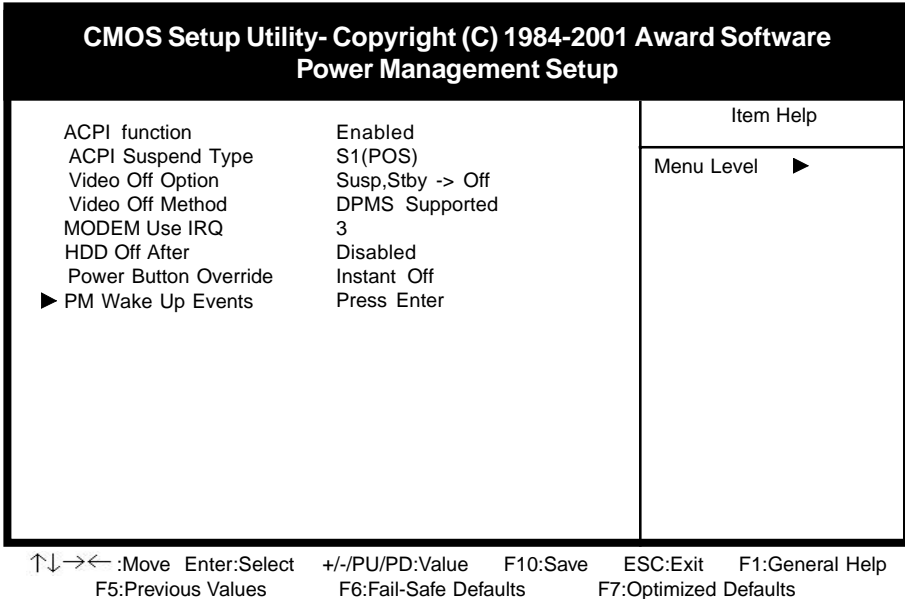 CMOS Setup Utility- Copyright (C) 1984-2001 Award Software
Power Management Setup
ACPI function Enabled
ACPI Suspend Type S1(POS)
Video Off Option Susp,Stby -> Off
Video Off Method DPMS Supported
MODEM Use IRQ 3
HDD Off After Disabled
Power Button Override Instant Off
▶ PM Wake Up Events Press Enter
Item Help
Menu Level ▶
↑↓→← :Move Enter:Select +/-/PU/PD:Value F10:Save ESC:Exit F1:General Help
F5:Previous Values F6:Fail-Safe Defaults F7:Optimized Defaults